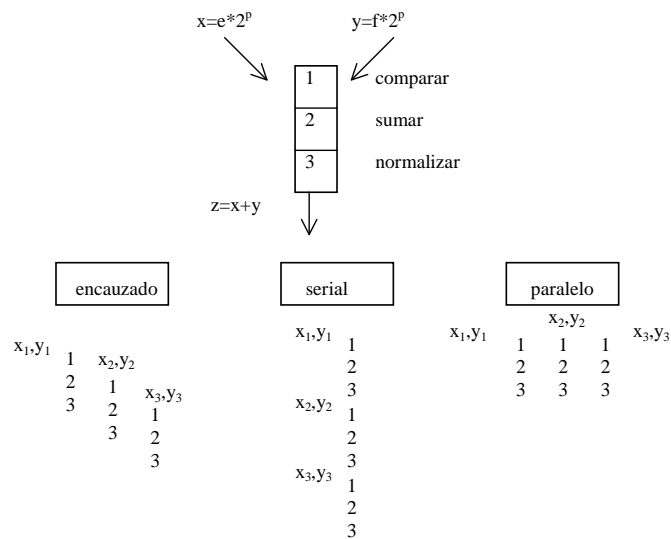 x=e*2^p y=f*2^p
1 comparar
2 sumar
3 normalizar
z=x+y
encauzado
x₁,y₁
1 x₂,y₂
2 1 x₃,y₃
3 2 1
3 2
3
serial
x₁,y₁
1
2
3
x₂,y₂
1
2
3
x₃,y₃
1
2
3
paralelo
x₁,y₁ x₂,y₂ x₃,y₃
1 1 1
2 2 2
3 3 3